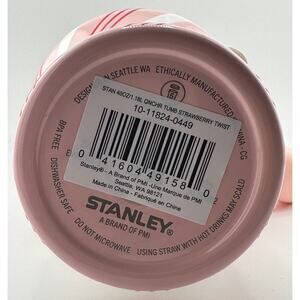 DESIGNED IN SEATTLE WA
ETHICALLY MANUFACTURED
CHINA - CG
STAN 40OZ/1.18L QNCHR TUMB STRAWBERRY TWIST
10-11824-0449
0 41604 49158 0
Stanley® - A Brand of PMI -Une Marque de PMI
Seattle, WA 98121
Made in China - Fabriqué en Chine
BPA FREE
DISHWASHER SAFE
DO NOT MICROWAVE
USING STRAW WITH HOT DRINKS MAY SCALD
STANLEY®
A BRAND OF PMI